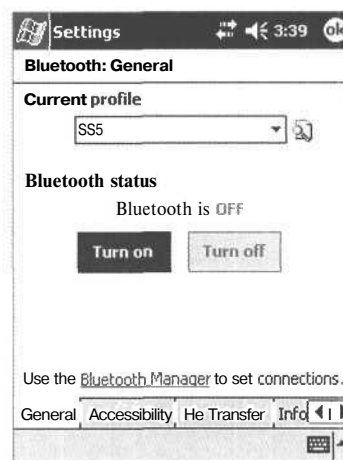 Settings 3:39 ok
Bluetooth: General
Current profile
SS5
Bluetooth status
Bluetooth is OFF
Turn on Turn off
Use the Bluetooth Manager to set connections.
General Accessibility He Transfer Info